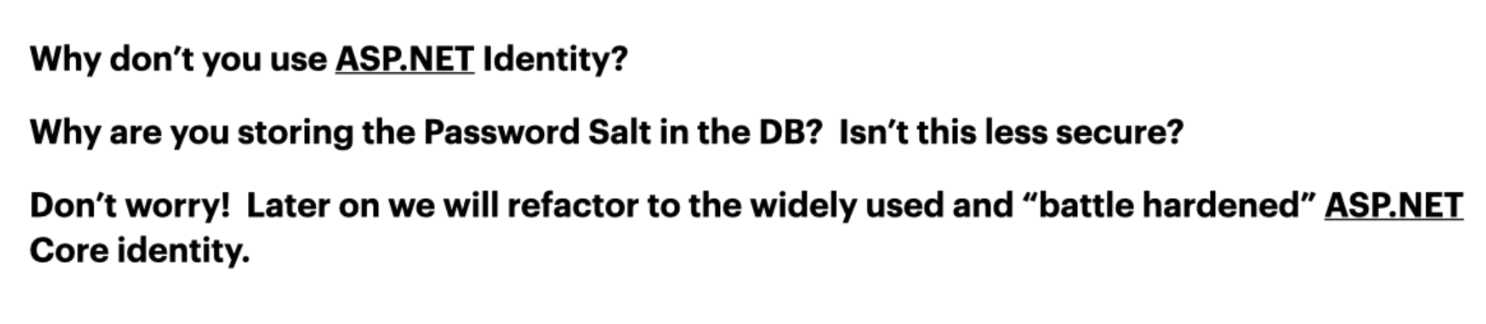 Why don’t you use ASP.NET Identity?
Why are you storing the Password Salt in the DB?  Isn’t this less secure?
Don’t worry!  Later on we will refactor to the widely used and “battle hardened” ASP.NET
Core identity.